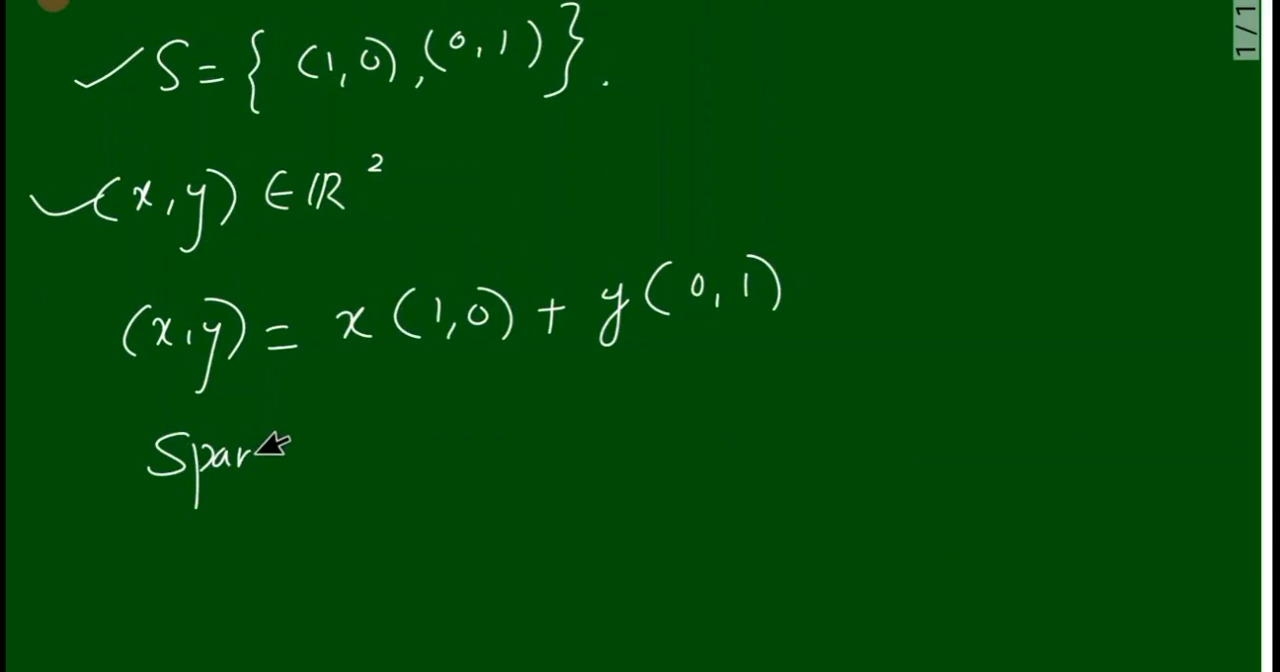 S = { (1,0), (0,1) }.
(x,y) ∈ ℝ²
(x,y) = x(1,0) + y(0,1)
Spar
1/1